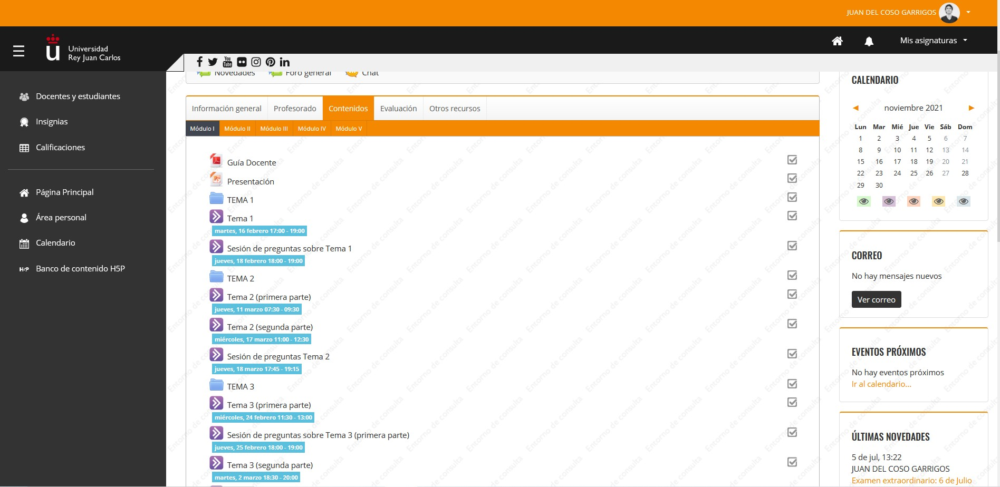 JUAN DEL COSO GARRIGOS
Universidad
Rey Juan Carlos
Mis asignaturas
Docentes y estudiantes
Insignias
Calificaciones
Página Principal
Área personal
Calendario
Banco de contenido H5P
Novedades Foro general Chat
Información general Profesorado Contenidos Evaluación Otros recursos
Módulo I Módulo II Módulo III Módulo IV Módulo V
Guía Docente
Presentación
TEMA 1
Tema 1
martes, 16 febrero 17:00 - 19:00
Sesión de preguntas sobre Tema 1
jueves, 18 febrero 18:00 - 19:00
TEMA 2
Tema 2 (primera parte)
jueves, 11 marzo 07:30 - 09:30
Tema 2 (segunda parte)
miércoles, 17 marzo 11:00 - 12:30
Sesión de preguntas Tema 2
jueves, 18 marzo 17:45 - 19:15
TEMA 3
Tema 3 (primera parte)
miércoles, 24 febrero 11:30 - 13:00
Sesión de preguntas sobre Tema 3 (primera parte)
jueves, 25 febrero 18:00 - 19:00
Tema 3 (segunda parte)
martes, 2 marzo 18:30 - 20:00
CALENDARIO
noviembre 2021
Lun Mar Mié Jue Vie Sáb Dom
1 2 3 4 5 6 7
8 9 10 11 12 13 14
15 16 17 18 19 20 21
22 23 24 25 26 27 28
29 30
CORREO
No hay mensajes nuevos
Ver correo
EVENTOS PRÓXIMOS
No hay eventos próximos
Ir al calendario...
ÚLTIMAS NOVEDADES
5 de jul, 13:22
JUAN DEL COSO GARRIGOS
Examen extraordinario: 6 de Julio
Entorno de consulta